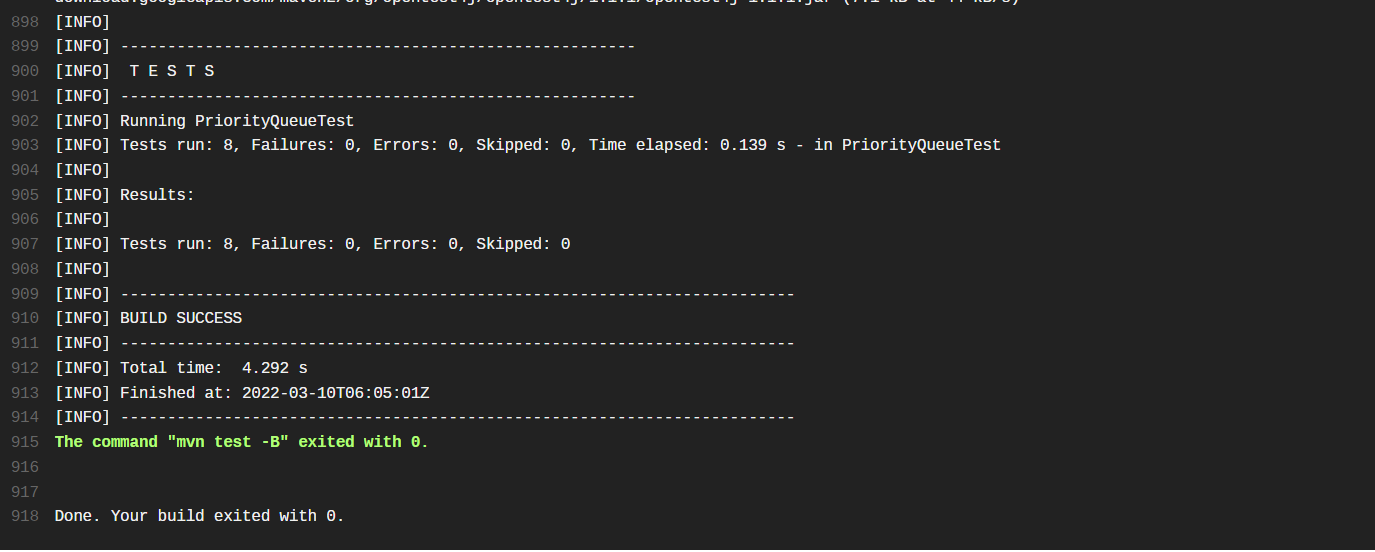 898 [INFO]
899 [INFO] -------------------------------------------------------
900 [INFO]  T E S T S
901 [INFO] -------------------------------------------------------
902 [INFO] Running PriorityQueueTest
903 [INFO] Tests run: 8, Failures: 0, Errors: 0, Skipped: 0, Time elapsed: 0.139 s - in PriorityQueueTest
904 [INFO]
905 [INFO] Results:
906 [INFO]
907 [INFO] Tests run: 8, Failures: 0, Errors: 0, Skipped: 0
908 [INFO]
909 [INFO] ------------------------------------------------------------------------
910 [INFO] BUILD SUCCESS
911 [INFO] ------------------------------------------------------------------------
912 [INFO] Total time:  4.292 s
913 [INFO] Finished at: 2022-03-10T06:05:01Z
914 [INFO] ------------------------------------------------------------------------
915 The command "mvn test -B" exited with 0.
916
917
918 Done. Your build exited with 0.